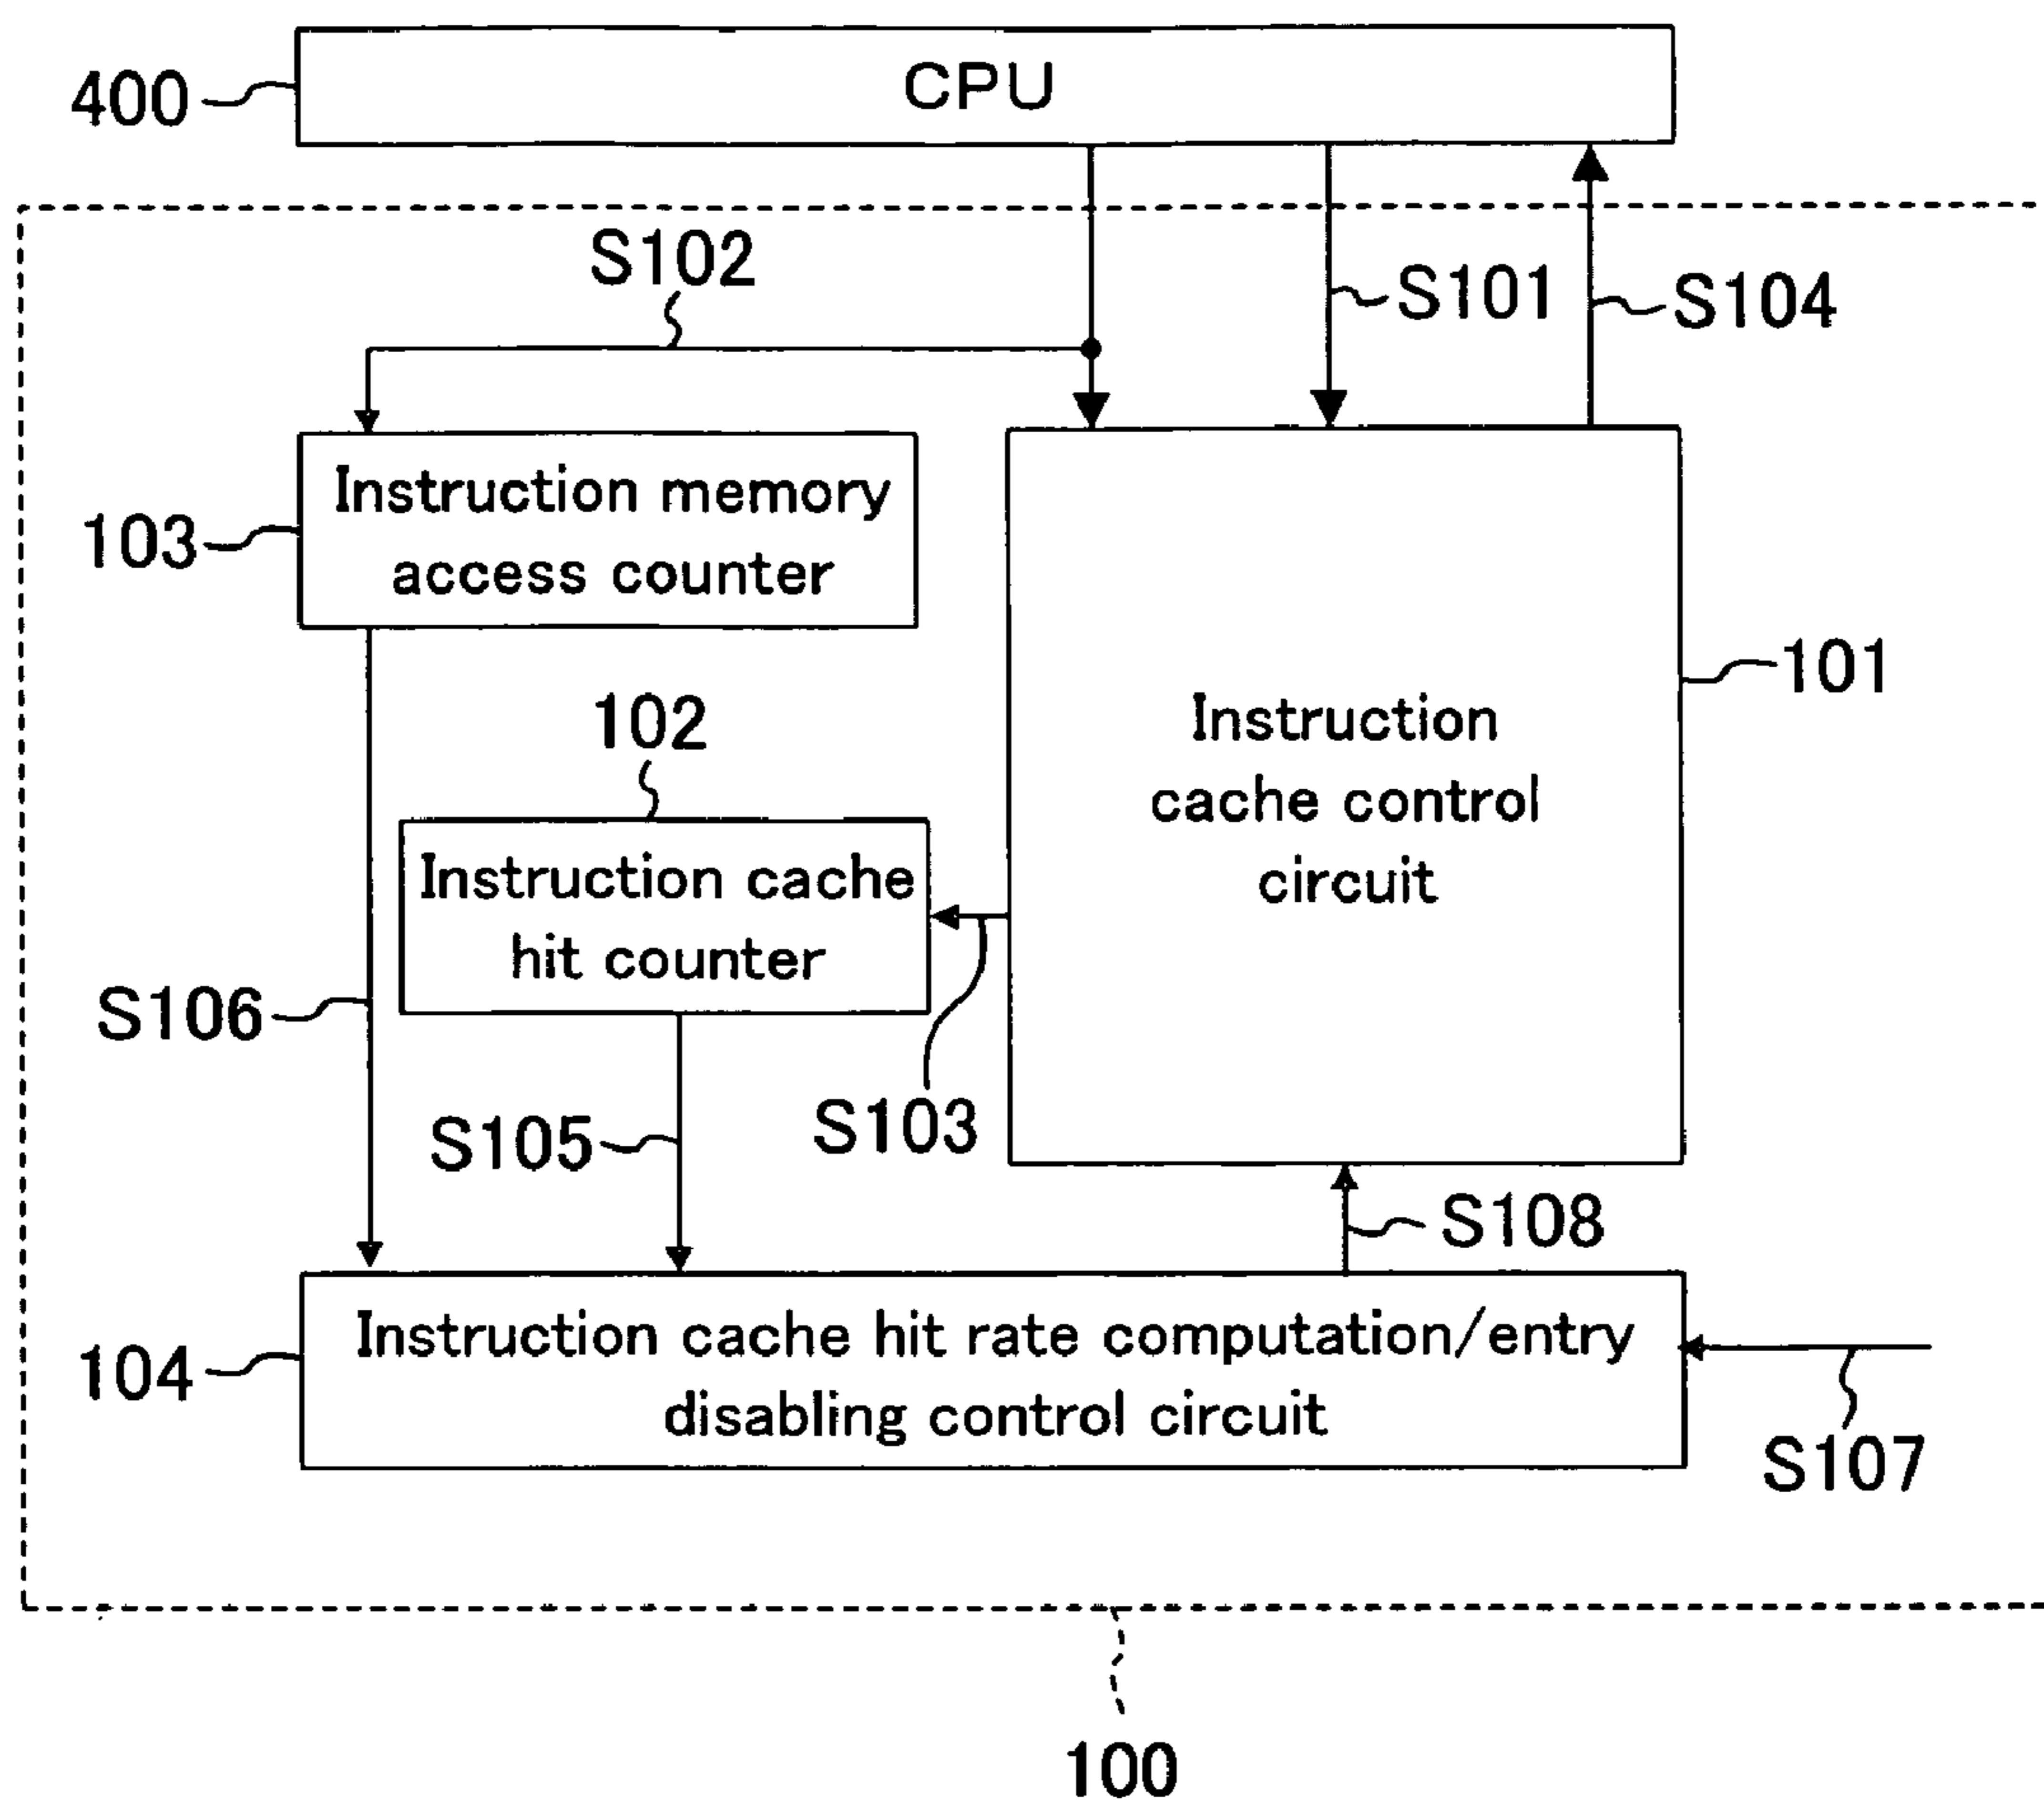 CPU
400
S102
S101
S104
Instruction memory
access counter
103
101
Instruction
cache control
circuit
102
Instruction cache
hit counter
S106
S103
S105
S108
Instruction cache hit rate computation/entry
disabling control circuit
104
S107
100